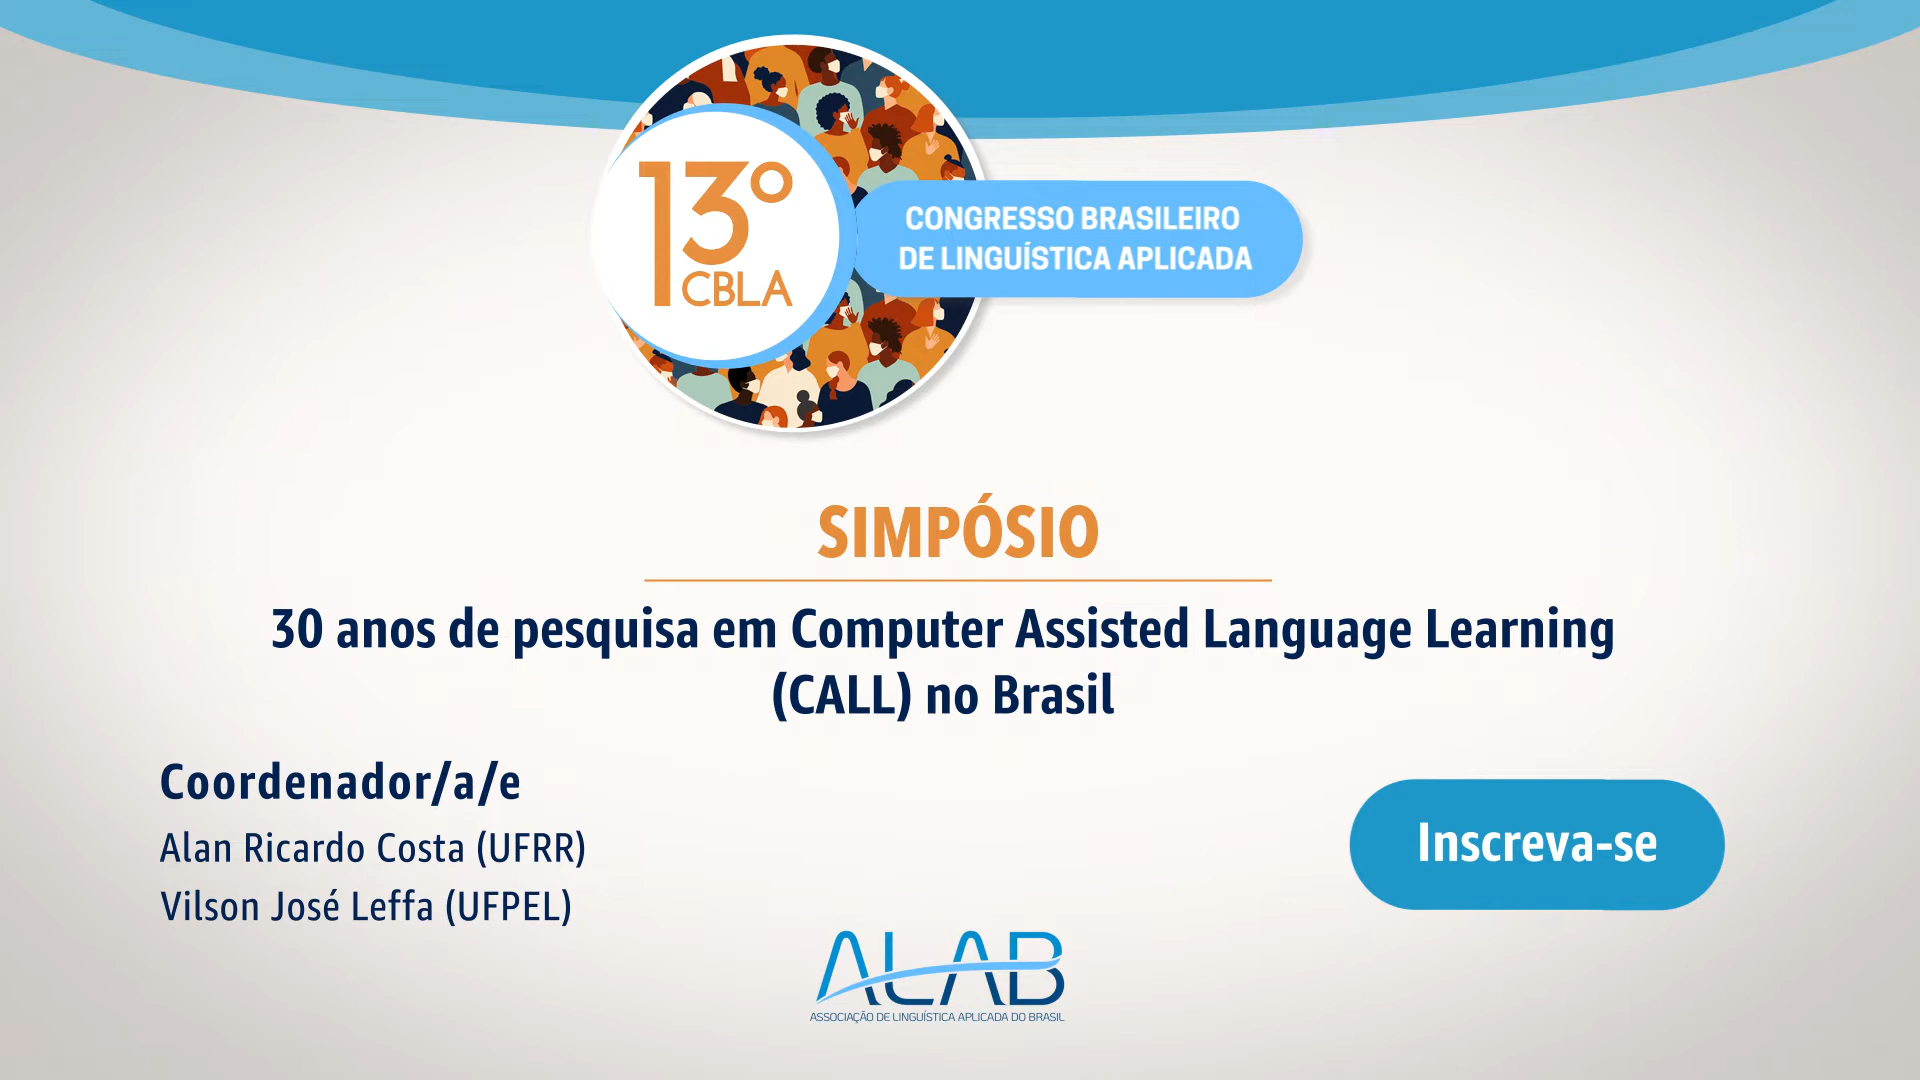 13º
CBLA
CONGRESSO BRASILEIRO
DE LINGUÍSTICA APLICADA
SIMPÓSIO
30 anos de pesquisa em Computer Assisted Language Learning
(CALL) no Brasil
Coordenador/a/e
Alan Ricardo Costa (UFRR)
Vilson José Leffa (UFPEL)
Inscreva-se
ALAB
ASSOCIAÇÃO DE LINGUÍSTICA APLICADA DO BRASIL